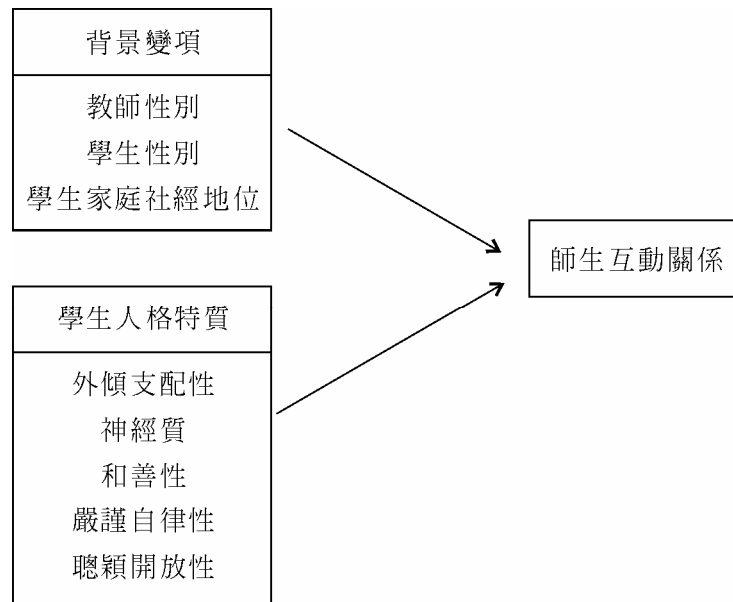 背景變項
教師性別
學生性別
學生家庭社經地位
師生互動關係
學生人格特質
外傾支配性
神經質
和善性
嚴謹自律性
聰穎開放性